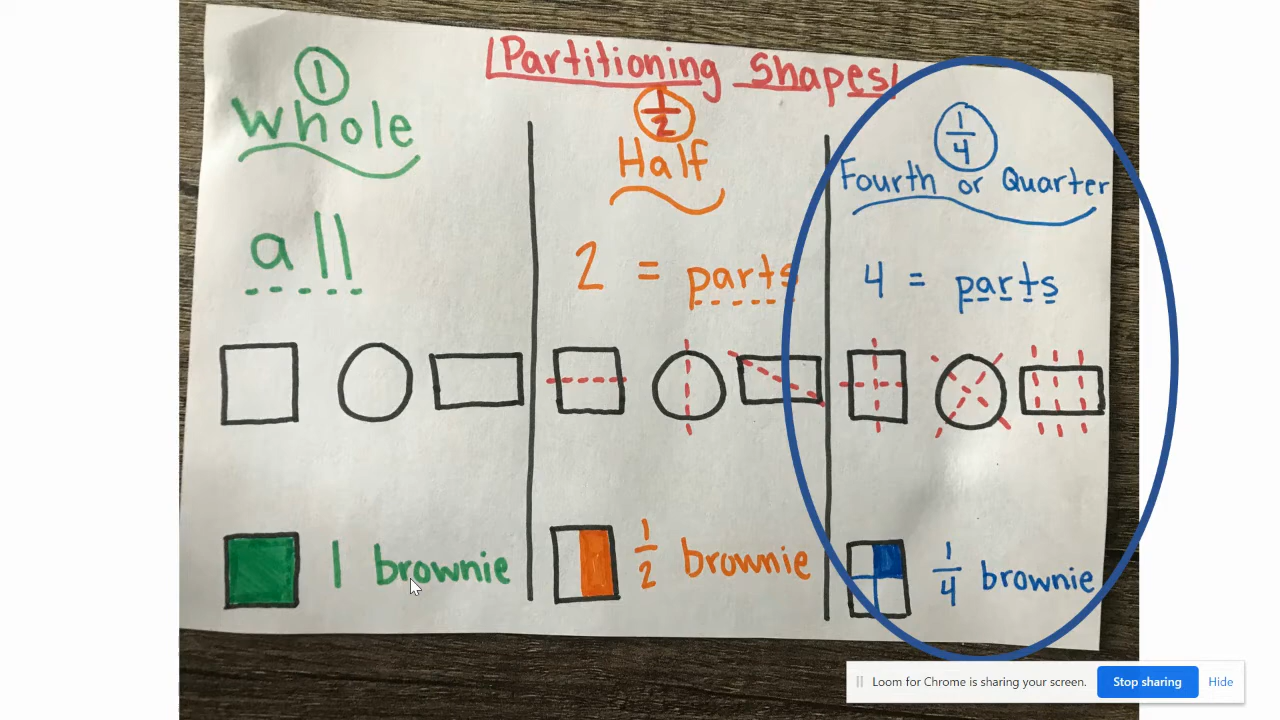 Partitioning Shapes
1
Whole
all
1 brownie
1/2
Half
2 = parts
1/2 brownie
1/4
Fourth or Quarter
4 = parts
1/4 brownie
Loom for Chrome is sharing your screen.
Stop sharing
Hide